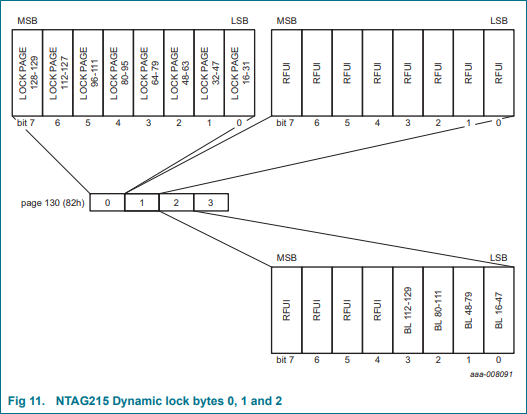 MSB LSB
LOCK PAGE 128-129
LOCK PAGE 112-127
LOCK PAGE 96-111
LOCK PAGE 80-95
LOCK PAGE 64-79
LOCK PAGE 48-63
LOCK PAGE 32-47
LOCK PAGE 16-31
bit 7 6 5 4 3 2 1 0
MSB LSB
RFUI RFUI RFUI RFUI RFUI RFUI RFUI RFUI
bit 7 6 5 4 3 2 1 0
page 130 (82h) 0 1 2 3
MSB LSB
RFUI RFUI RFUI RFUI BL 112-129 BL 80-111 BL 48-79 BL 16-47
bit 7 6 5 4 3 2 1 0
aaa-008091
Fig 11. NTAG215 Dynamic lock bytes 0, 1 and 2